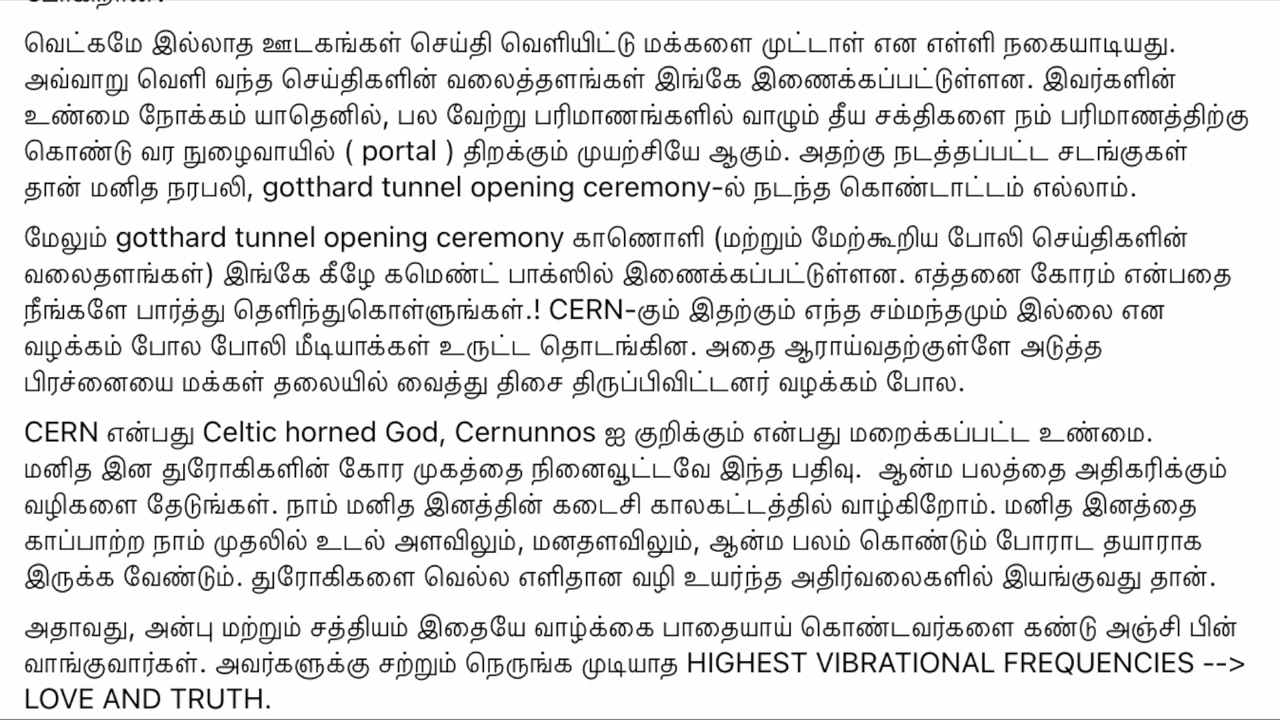 வெட்கமே இல்லாத ஊடகங்கள் செய்தி வெளியிட்டு மக்களை முட்டாள் என எள்ளி நகையாடியது.
அவ்வாறு வெளி வந்த செய்திகளின் வலைத்தளங்கள் இங்கே இணைக்கப்பட்டுள்ளன. இவர்களின்
உண்மை நோக்கம் யாதெனில், பல வேற்று பரிமாணங்களில் வாழும் தீய சக்திகளை நம் பரிமாணத்திற்கு
கொண்டு வர நுழைவாயில் ( portal ) திறக்கும் முயற்சியே ஆகும். அதற்கு நடத்தப்பட்ட சடங்குகள்
தான் மனித நரபலி, gotthard tunnel opening ceremony-ல் நடந்த கொண்டாட்டம் எல்லாம்.
மேலும் gotthard tunnel opening ceremony காணொளி (மற்றும் மேற்கூறிய போலி செய்திகளின்
வலைதளங்கள்) இங்கே கீழே கமெண்ட் பாக்ஸில் இணைக்கப்பட்டுள்ளன. எத்தனை கோரம் என்பதை
நீங்களே பார்த்து தெளிந்துகொள்ளுங்கள்.! CERN-கும் இதற்கும் எந்த சம்மந்தமும் இல்லை என
வழக்கம் போல போலி மீடியாக்கள் உருட்ட தொடங்கின. அதை ஆராய்வதற்குள்ளே அடுத்த
பிரச்னையை மக்கள் தலையில் வைத்து திசை திருப்பிவிட்டனர் வழக்கம் போல.
CERN என்பது Celtic horned God, Cernunnos ஐ குறிக்கும் என்பது மறைக்கப்பட்ட உண்மை.
மனித இன துரோகிகளின் கோர முகத்தை நினைவூட்டவே இந்த பதிவு. ஆன்ம பலத்தை அதிகரிக்கும்
வழிகளை தேடுங்கள். நாம் மனித இனத்தின் கடைசி காலகட்டத்தில் வாழ்கிறோம். மனித இனத்தை
காப்பாற்ற நாம் முதலில் உடல் அளவிலும், மனதளவிலும், ஆன்ம பலம் கொண்டும் போராட தயாராக
இருக்க வேண்டும். துரோகிகளை வெல்ல எளிதான வழி உயர்ந்த அதிர்வலைகளில் இயங்குவது தான்.
அதாவது, அன்பு மற்றும் சத்தியம் இதையே வாழ்க்கை பாதையாய் கொண்டவர்களை கண்டு அஞ்சி பின்
வாங்குவார்கள். அவர்களுக்கு சற்றும் நெருங்க முடியாத HIGHEST VIBRATIONAL FREQUENCIES -->
LOVE AND TRUTH.